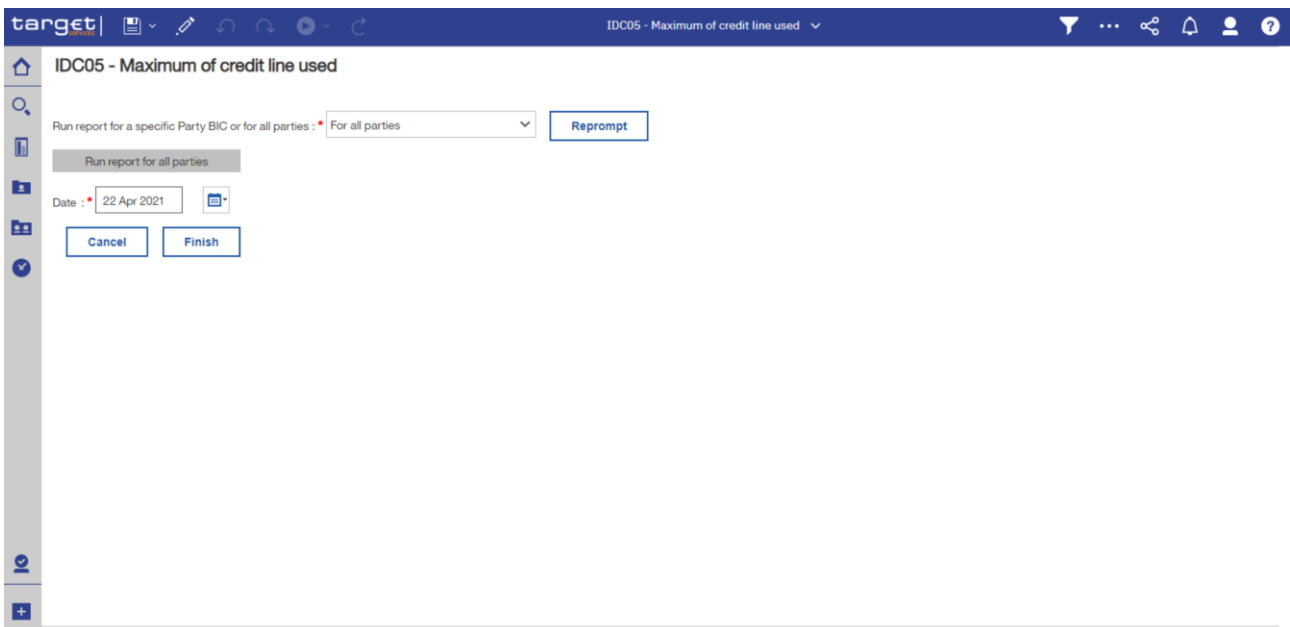 target|
services
IDC05 - Maximum of credit line used
?
IDC05 - Maximum of credit line used
Run report for a specific Party BIC or for all parties : * For all parties Reprompt
Run report for all parties
Date : * 22 Apr 2021
Cancel Finish